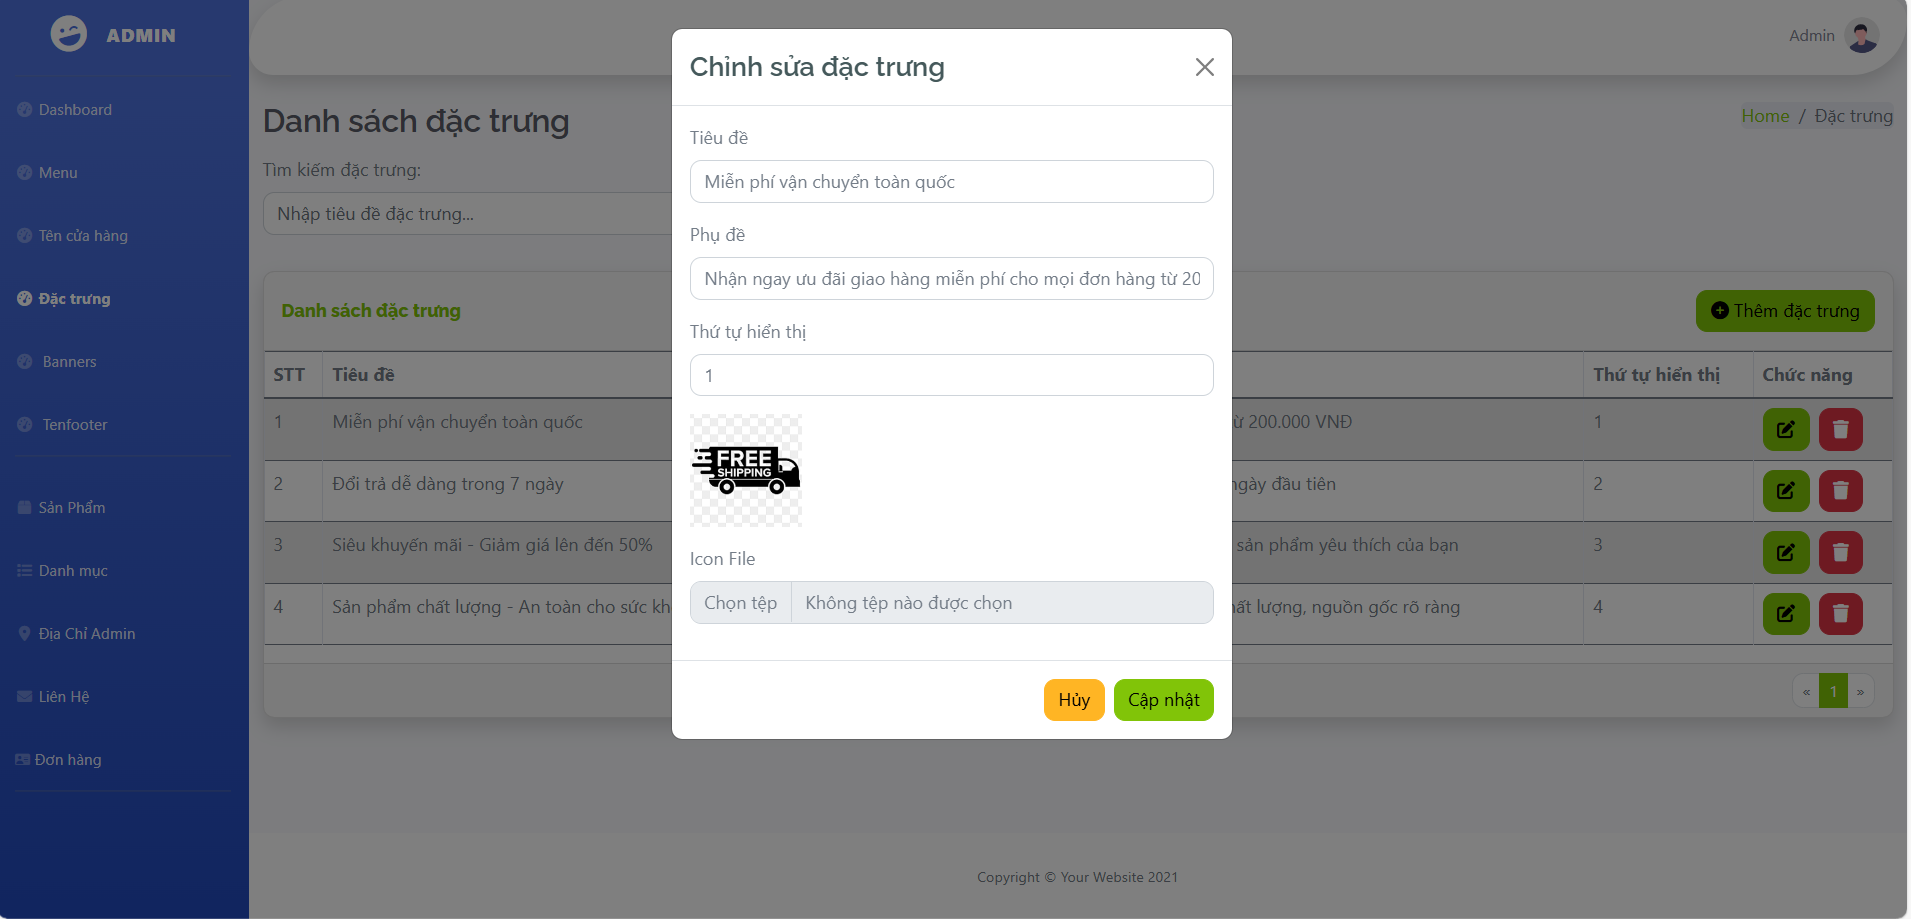 ADMIN
Dashboard
Menu
Tên cửa hàng
Đặc trưng
Banners
Tenfooter
Sản Phẩm
Danh mục
Địa Chỉ Admin
Liên Hệ
Đơn hàng
Admin
Danh sách đặc trưng
Home / Đặc trưng
Tìm kiếm đặc trưng:
Nhập tiêu đề đặc trưng...
Danh sách đặc trưng
Thêm đặc trưng
STT Tiêu đề Thứ tự hiển thị Chức năng
1 Miễn phí vận chuyển toàn quốc 200.000 VNĐ 1
2 Đổi trả dễ dàng trong 7 ngày ngày đầu tiên 2
3 Siêu khuyến mãi - Giảm giá lên đến 50% sản phẩm yêu thích của bạn 3
4 Sản phẩm chất lượng - An toàn cho sức lượng, nguồn gốc rõ ràng 4
« 1 »
Chỉnh sửa đặc trưng
Tiêu đề
Miễn phí vận chuyển toàn quốc
Phụ đề
Nhận ngay ưu đãi giao hàng miễn phí cho mọi đơn hàng từ 20
Thứ tự hiển thị
1
FREE
SHIPPING
Icon File
Chọn tệp Không tệp nào được chọn
Hủy Cập nhật
Copyright © Your Website 2021